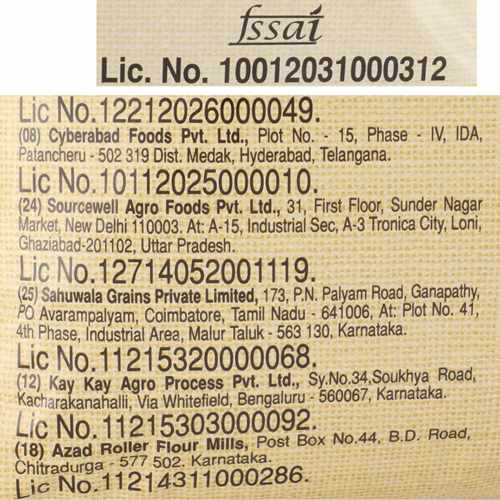 fssai
Lic. No. 10012031000312
Lic No.12212026000049.
(08) Cyberabad Foods Pvt. Ltd., Plot No. - 15, Phase - IV, IDA,
Patancheru - 502 319 Dist. Medak, Hyderabad, Telangana.
Lic No.10112025000010.
(24) Sourcewell Agro Foods Pvt. Ltd., 31, First Floor, Sunder Nagar
Market, New Delhi 110003. At: A-15, Industrial Sec, A-3 Tronica City, Loni,
Ghaziabad-201102, Uttar Pradesh.
Lic No.12714052001119.
(25) Sahuwala Grains Private Limited, 173, P.N. Palyam Road, Ganapathy,
PO Avarampalyam, Coimbatore, Tamil Nadu - 641006, At: Plot No. 41,
4th Phase, Industrial Area, Malur Taluk - 563 130, Karnataka.
Lic No.11215320000068.
(12) Kay Kay Agro Process Pvt. Ltd., Sy.No.34,Soukhya Road,
Kacharakanahalli, Via Whitefield, Bengaluru - 560067, Karnataka.
Lic No.11215303000092.
(18) Azad Roller Flour Mills, Post Box No.44, B.D. Road,
Chitradurga - 577 502. Karnataka.
Lic No.11214311000286.